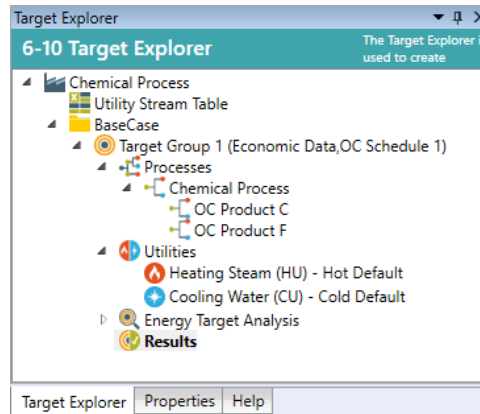 Target Explorer
6-10 Target Explorer
The Target Explorer i
used to create
Chemical Process
Utility Stream Table
BaseCase
Target Group 1 (Economic Data,OC Schedule 1)
Processes
Chemical Process
OC Product C
OC Product F
Utilities
Heating Steam (HU) - Hot Default
Cooling Water (CU) - Cold Default
Energy Target Analysis
Results
Target Explorer Properties Help